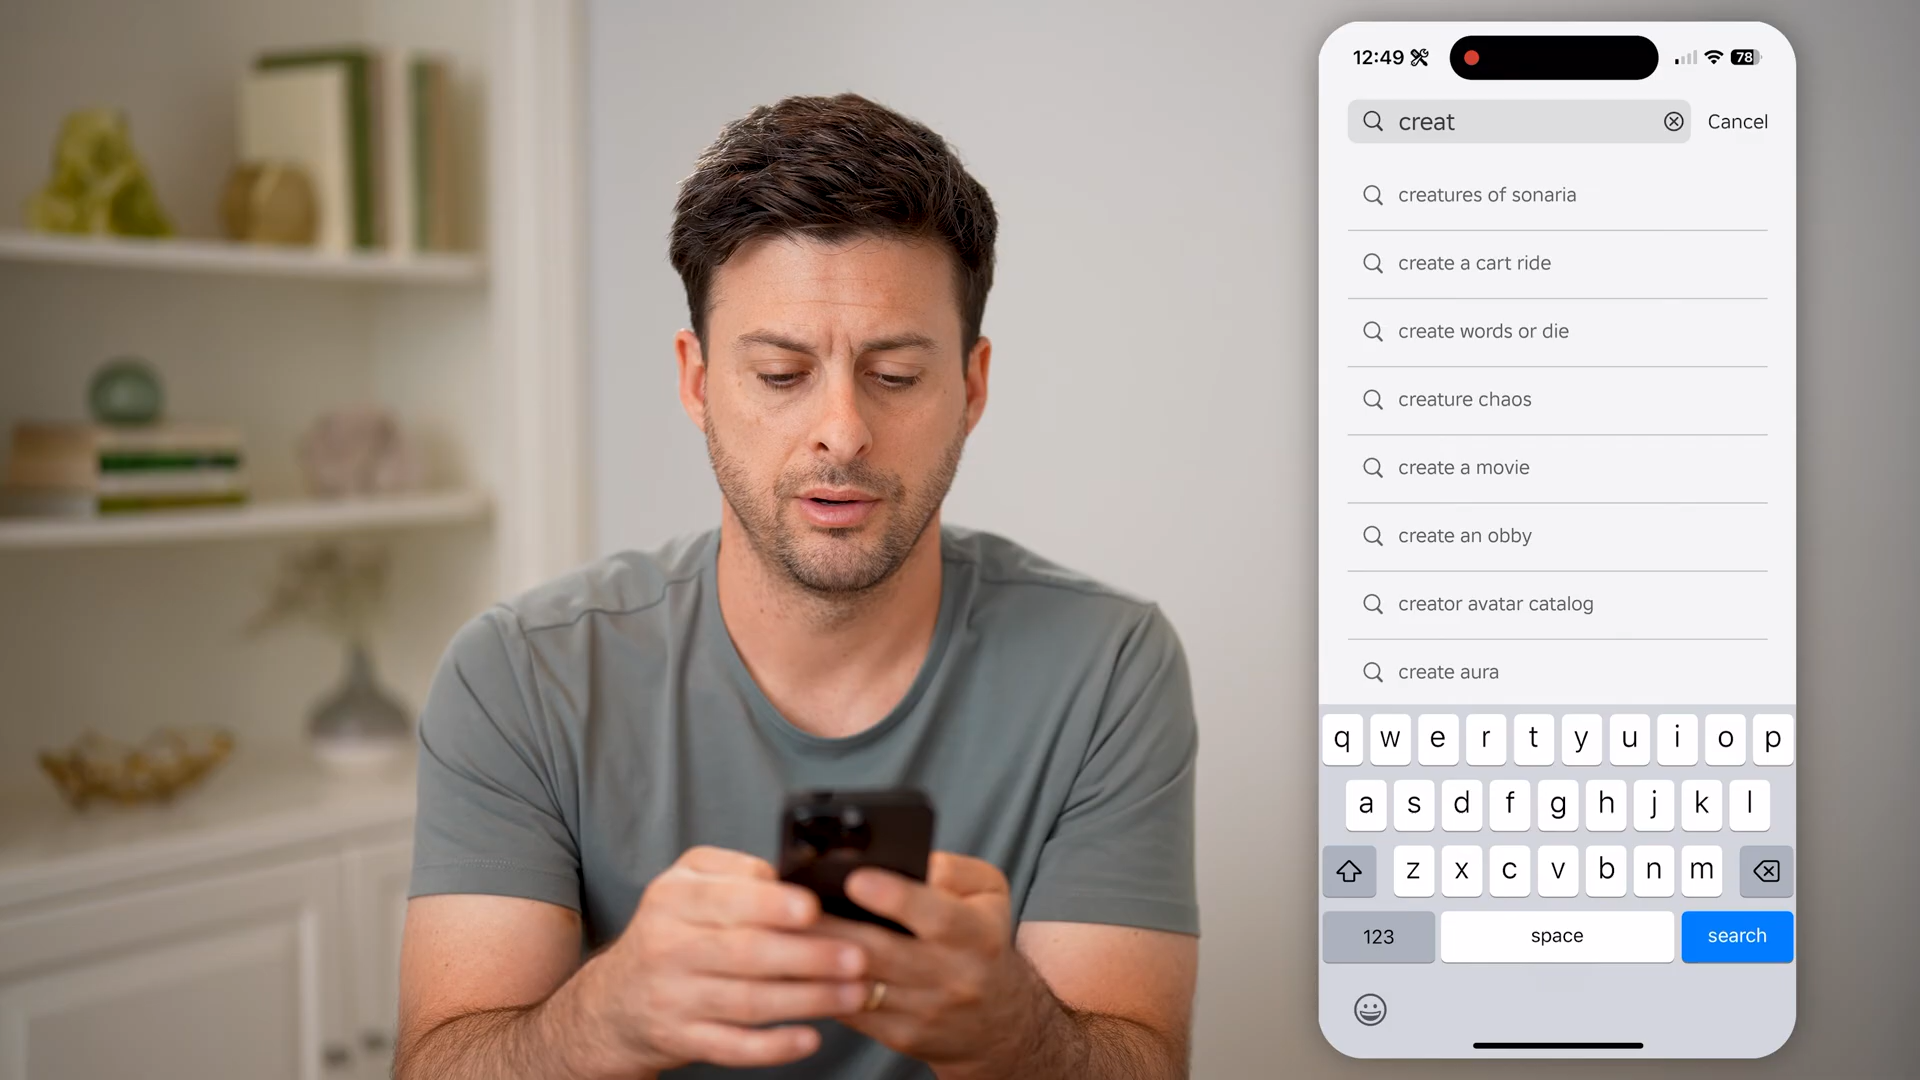 12:49
78
creat
Cancel
creatures of sonaria
create a cart ride
create words or die
creature chaos
create a movie
create an obby
creator avatar catalog
create aura
q w e r t y u i o p
a s d f g h j k l
z x c v b n m
123 space search